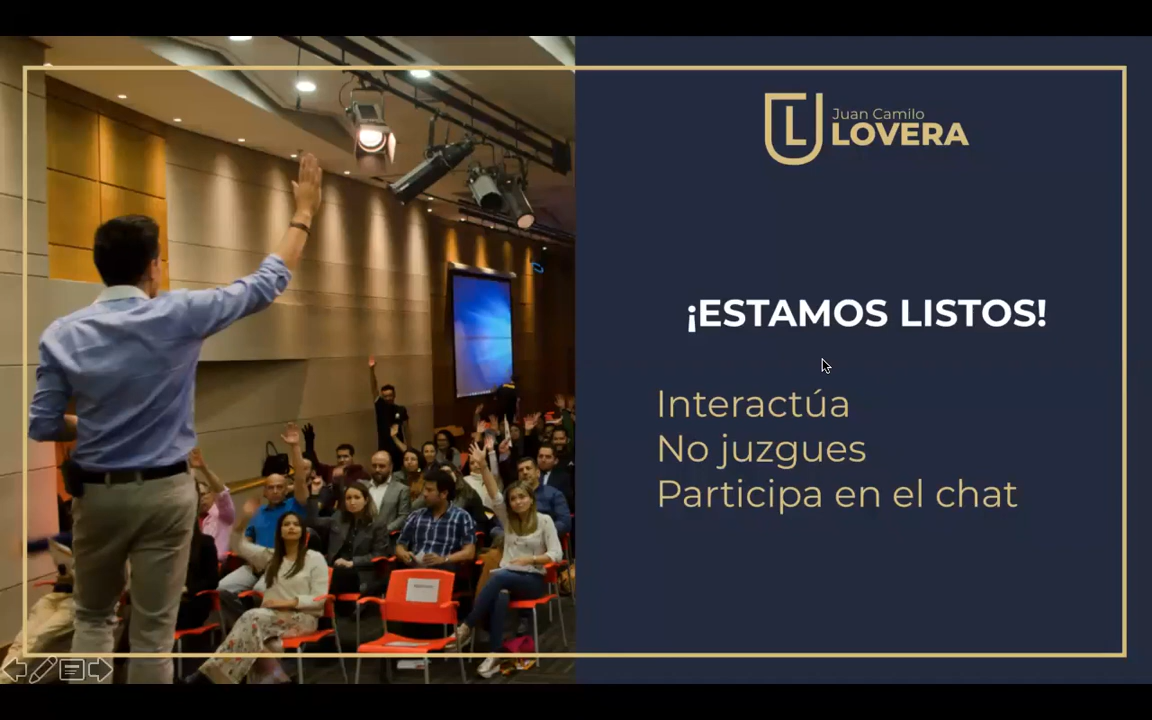 Juan Camilo
LOVERA
¡ESTAMOS LISTOS!
Interactúa
No juzgues
Participa en el chat